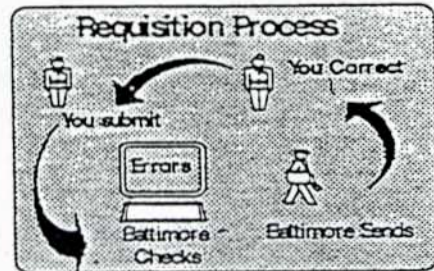 Requisition Process
You Correct
You submit
Errors
Baltimore
Checks
Baltimore Sends